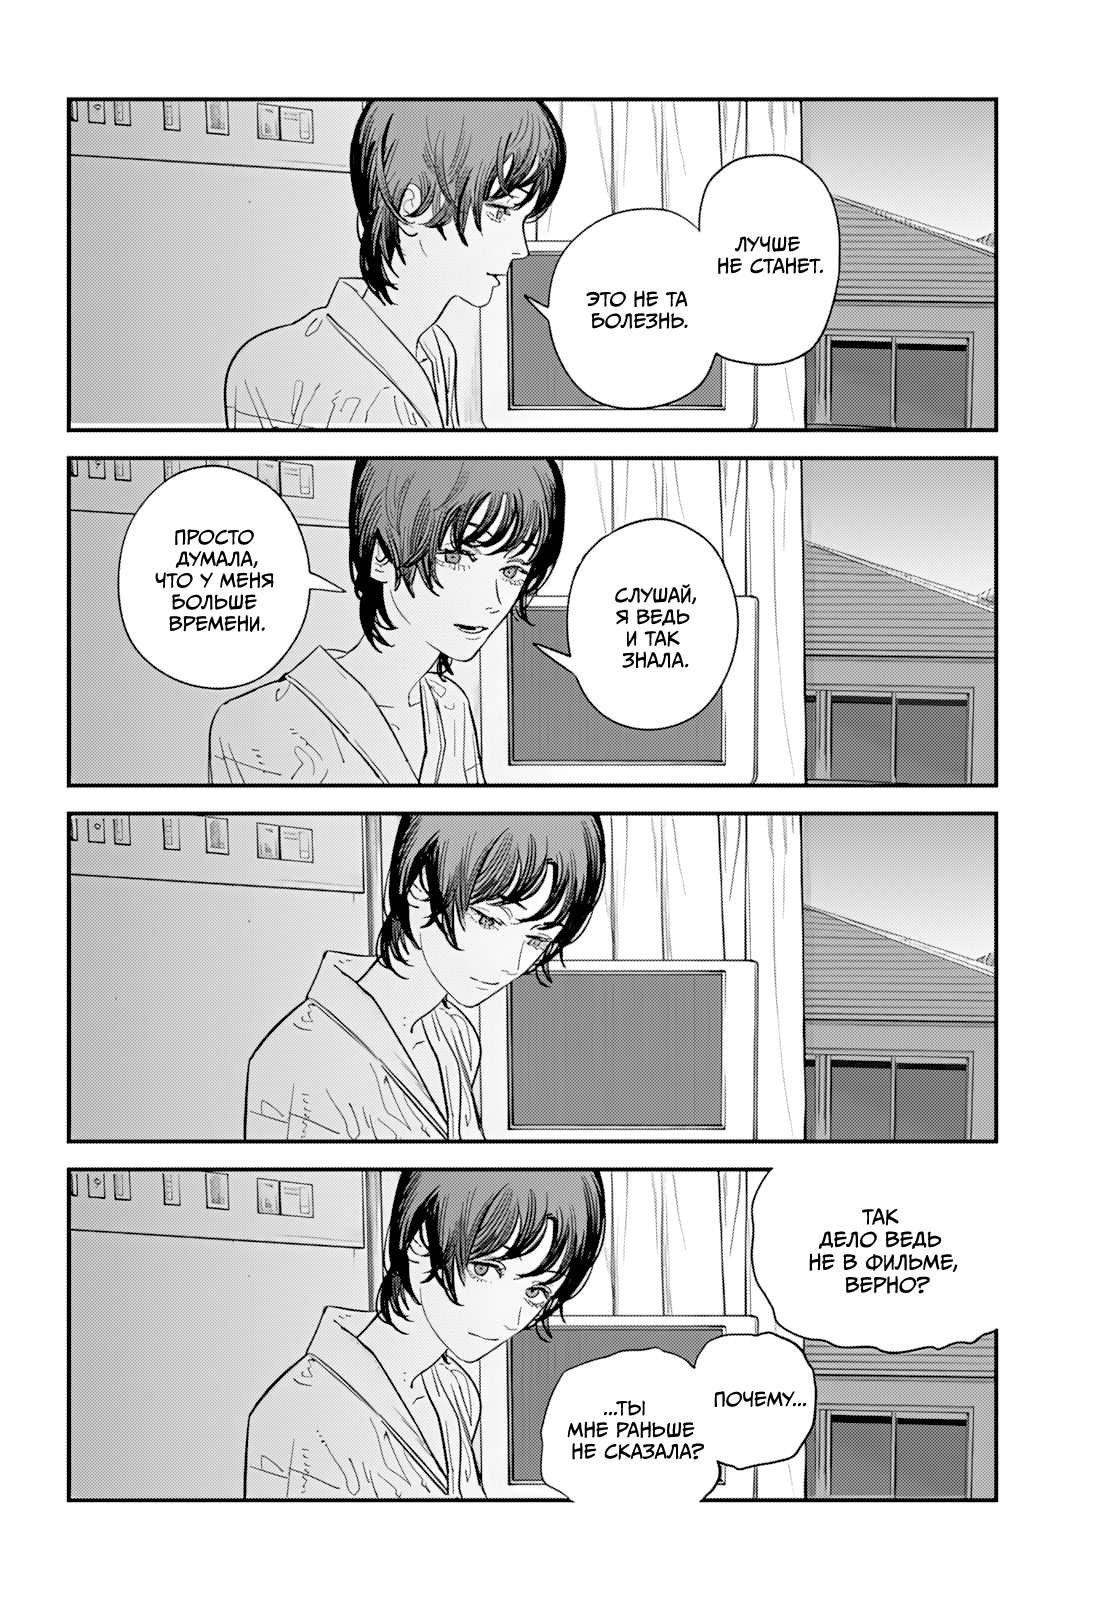 ЛУЧШЕ
НЕ СТАНЕТ.
ЭТО НЕ ТА
БОЛЕЗНЬ.
СЛУШАЙ,
Я ВЕДЬ
И ТАК
ЗНАЛА.
ПРОСТО
ДУМАЛА,
ЧТО У МЕНЯ
БОЛЬШЕ
ВРЕМЕНИ.
ТАК
ДЕЛО ВЕДЬ
НЕ В ФИЛЬМЕ,
ВЕРНО?
ПОЧЕМУ...
...ТЫ
МНЕ РАНЬШЕ
НЕ СКАЗАЛА?